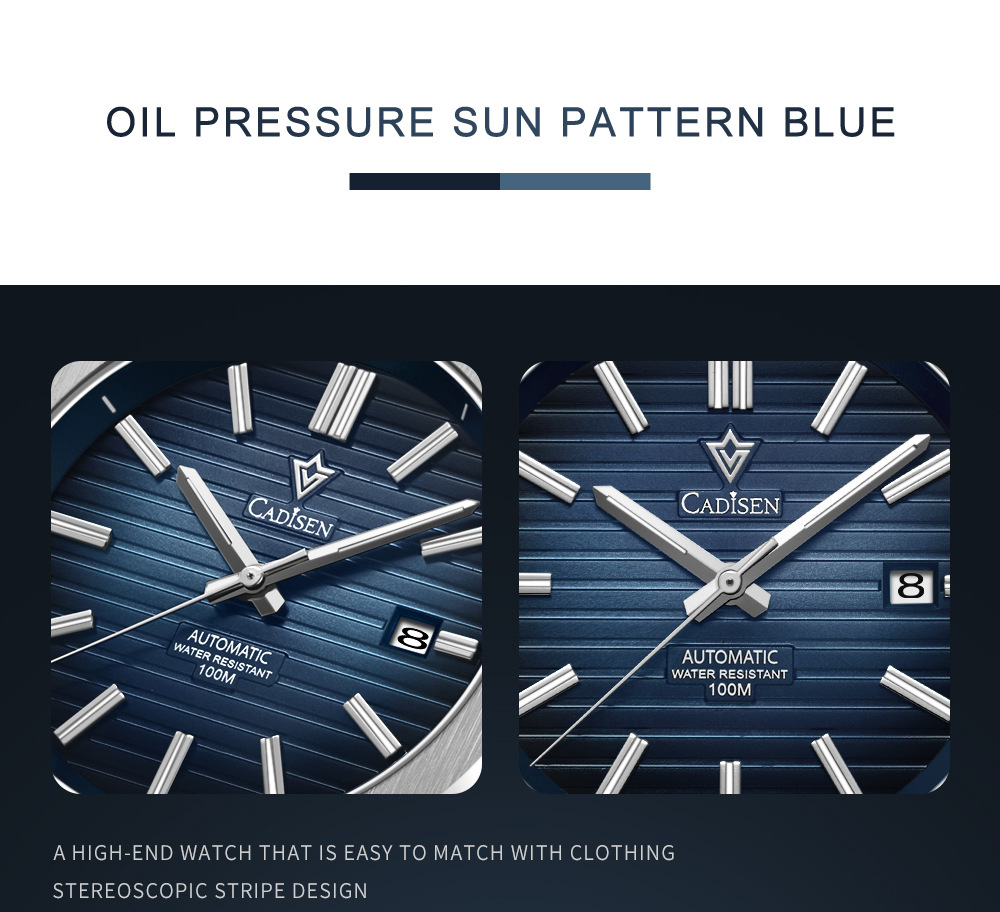 OIL PRESSURE SUN PATTERN BLUE
CADISEN
8
AUTOMATIC
WATER RESISTANT
100M
CADISEN
8
AUTOMATIC
WATER RESISTANT
100M
A HIGH-END WATCH THAT IS EASY TO MATCH WITH CLOTHING
STEREOSCOPIC STRIPE DESIGN